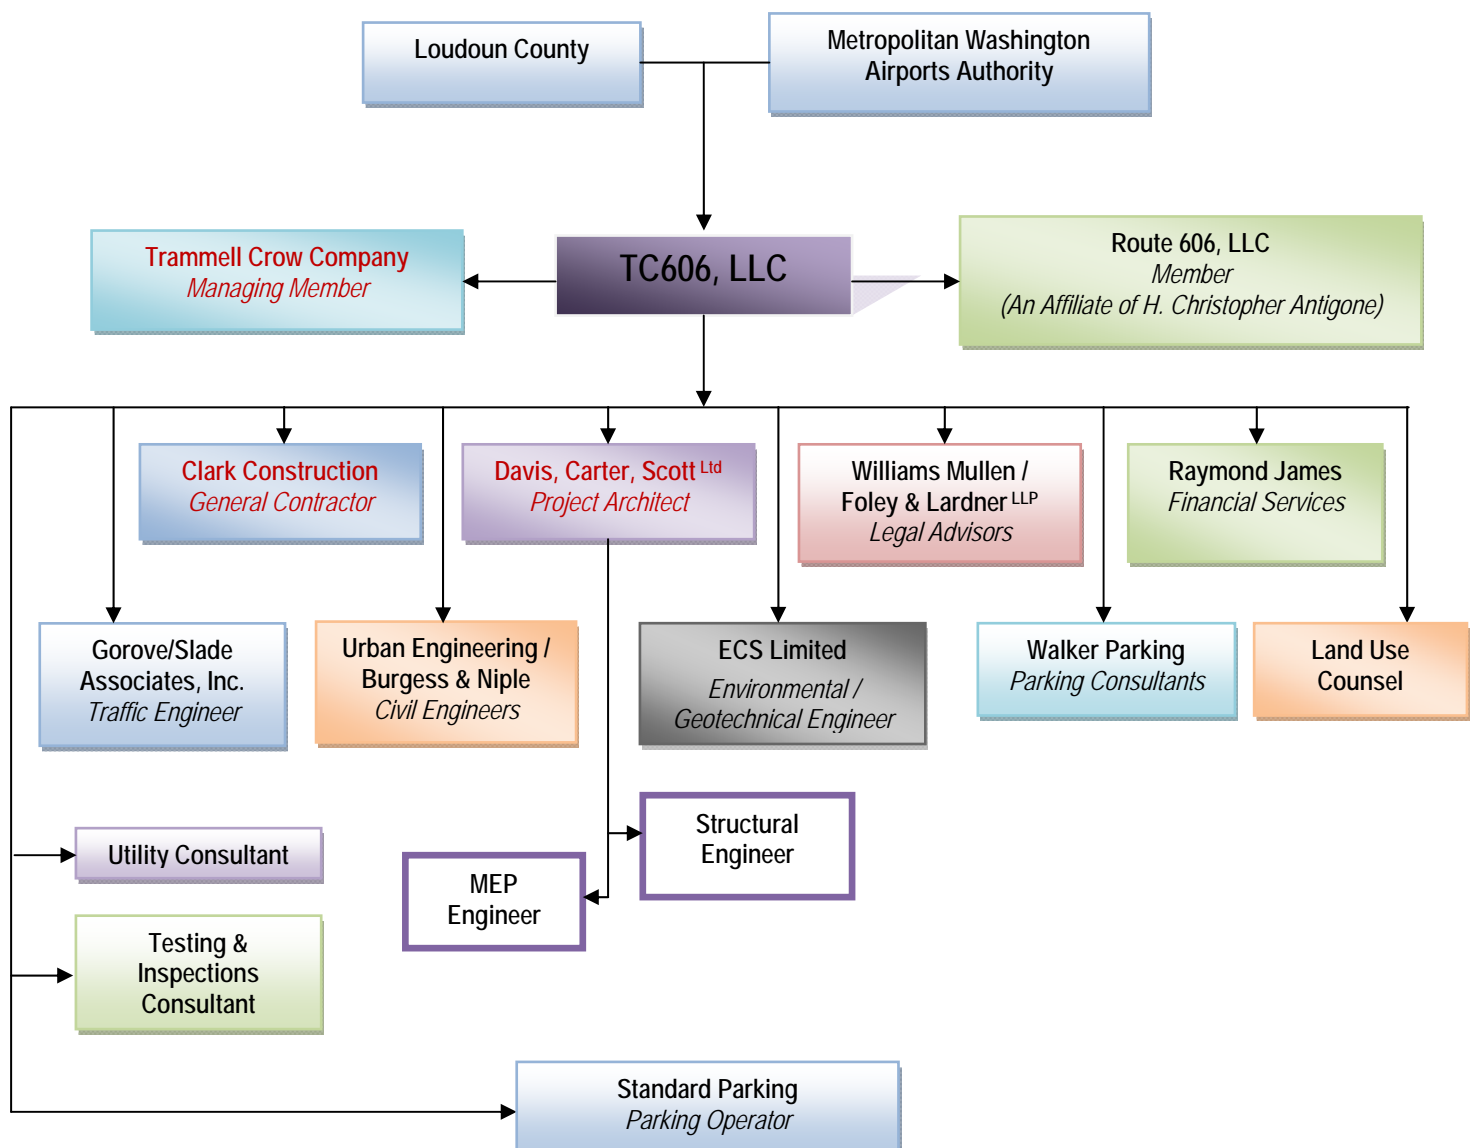 Loudoun County
Metropolitan Washington
Airports Authority
Trammell Crow Company
Managing Member
TC606, LLC
Route 606, LLC
Member
(An Affiliate of H. Christopher Antigone)
Clark Construction
General Contractor
Davis, Carter, Scott Ltd
Project Architect
Williams Mullen /
Foley & Lardner LLP
Legal Advisors
Raymond James
Financial Services
Gorove/Slade
Associates, Inc.
Traffic Engineer
Urban Engineering /
Burgess & Niple
Civil Engineers
ECS Limited
Environmental /
Geotechnical Engineer
Walker Parking
Parking Consultants
Land Use
Counsel
Structural
Engineer
Utility Consultant
MEP
Engineer
Testing &
Inspections
Consultant
Standard Parking
Parking Operator